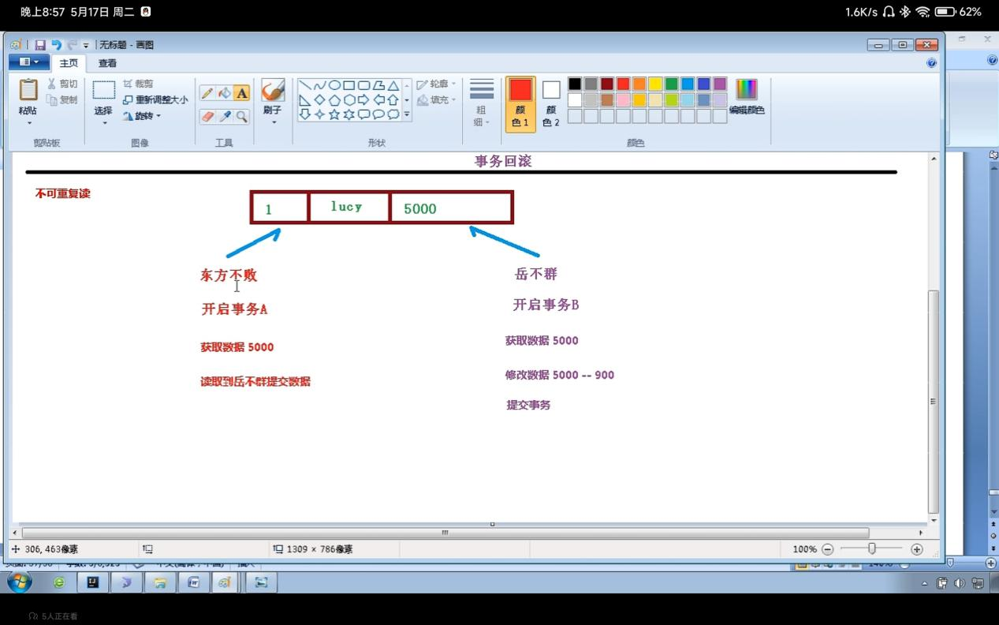 晚上8:57 5月17日 周二
1.6K/s 62%
无标题 - 画图
主页 查看
粘贴
剪切
复制
剪贴板
选择
裁剪
重新调整大小
旋转
图像
A
工具
刷子
轮廓
填充
形状
粗细
颜色 1
颜色 2
编辑颜色
颜色
事务回滚
不可重复读
1 lucy 5000
东方不败 岳不群
开启事务A 开启事务B
获取数据 5000 获取数据 5000
读取到岳不群提交数据 修改数据 5000 -- 900
提交事务
306, 463像素 1309 × 786像素 100%
5人正在看